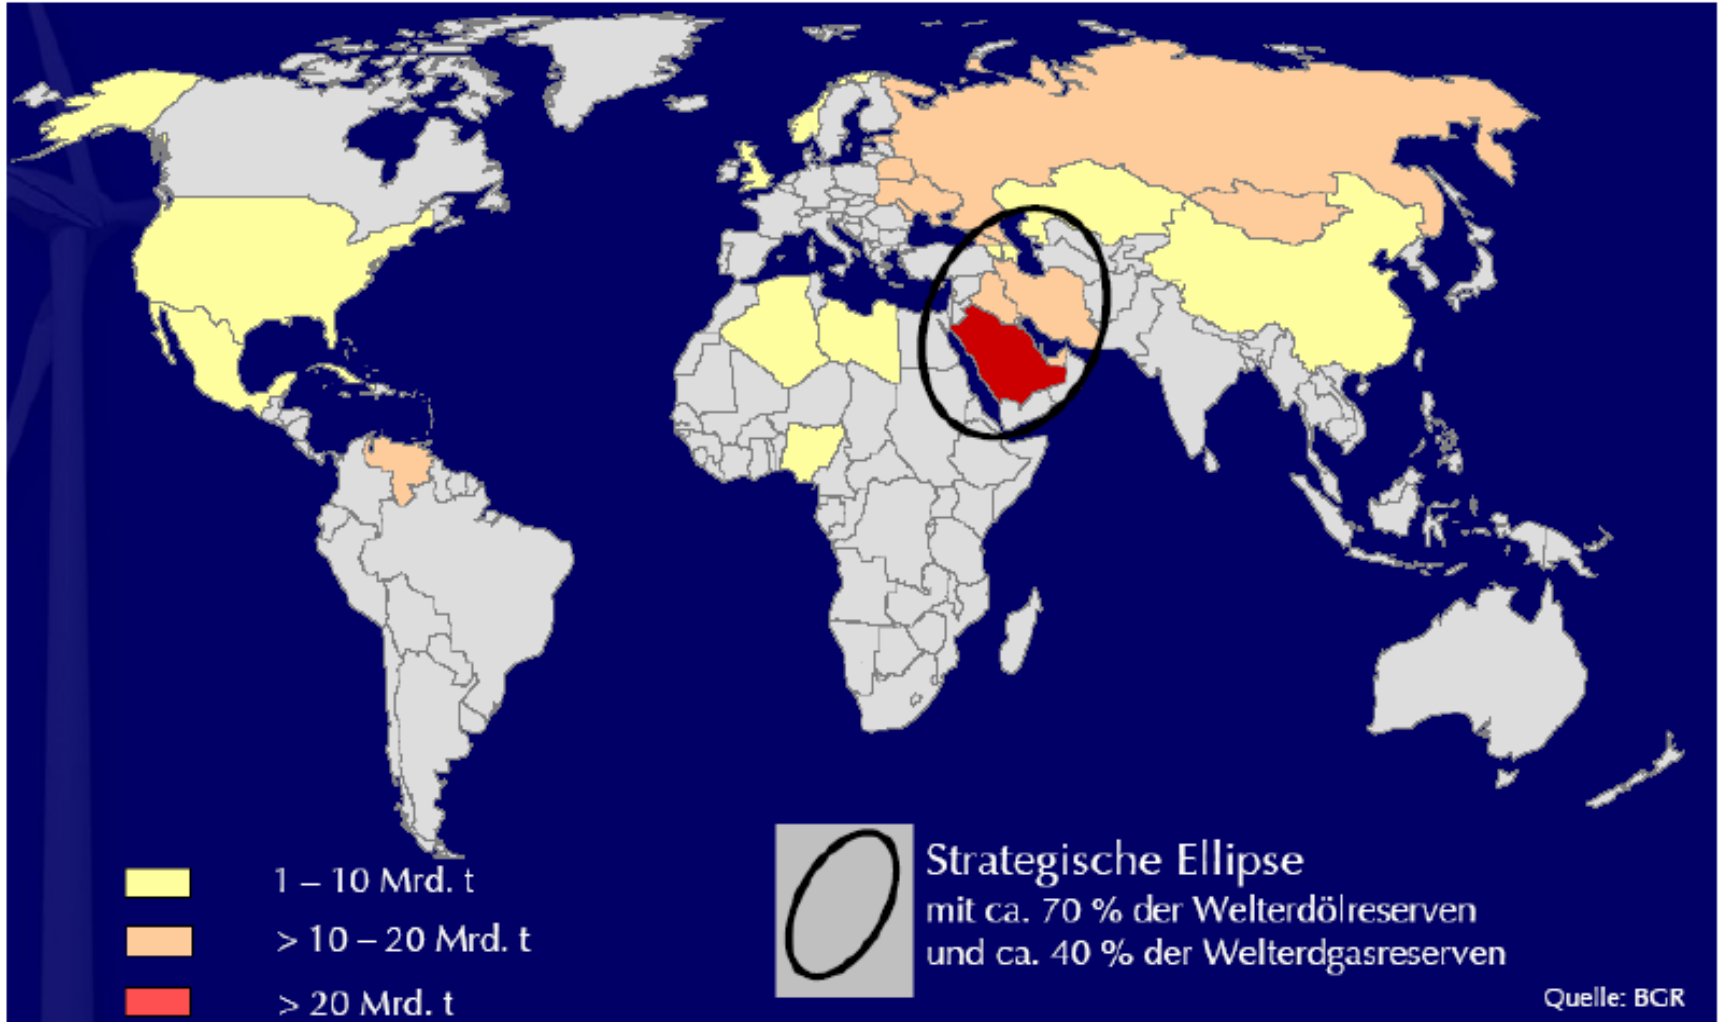 1 – 10 Mrd. t
> 10 – 20 Mrd. t
> 20 Mrd. t
Strategische Ellipse
mit ca. 70 % der Welterdölreserven
und ca. 40 % der Welterdgasreserven
Quelle: BGR